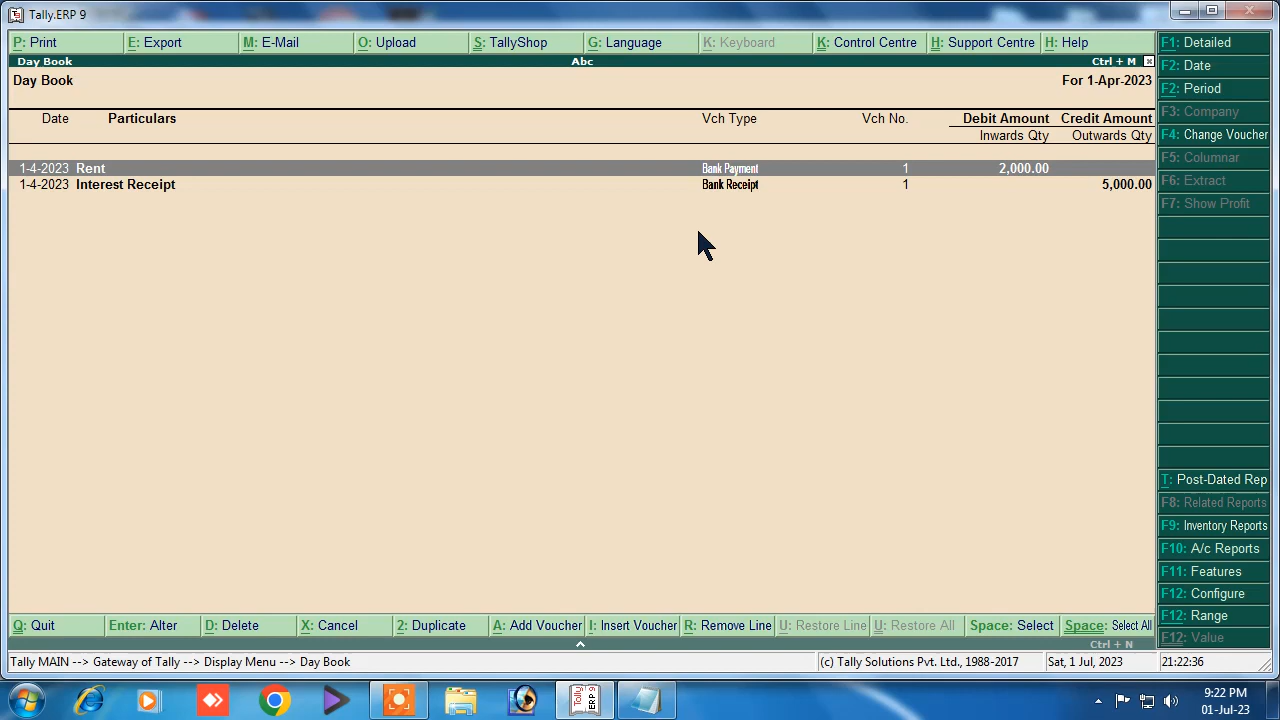 Tally.ERP 9
P: Print E: Export M: E-Mail O: Upload S: TallyShop G: Language K: Keyboard K: Control Centre H: Support Centre H: Help
Day Book Abc Ctrl + M
Day Book For 1-Apr-2023
Date Particulars Vch Type Vch No. Debit Amount Credit Amount
Inwards Qty Outwards Qty
1-4-2023 Rent Bank Payment 1 2,000.00
1-4-2023 Interest Receipt Bank Receipt 1 5,000.00
F1: Detailed
F2: Date
F2: Period
F3: Company
F4: Change Voucher
F5: Columnar
F6: Extract
F7: Show Profit
T: Post-Dated Rep
F8: Related Reports
F9: Inventory Reports
F10: A/c Reports
F11: Features
F12: Configure
F12: Range
F12: Value
Q: Quit Enter: Alter D: Delete X: Cancel 2: Duplicate A: Add Voucher I: Insert Voucher R: Remove Line U: Restore Line U: Restore All Space: Select Space: Select All
Ctrl + N
Tally MAIN --> Gateway of Tally --> Display Menu --> Day Book (c) Tally Solutions Pvt. Ltd., 1988-2017 Sat, 1 Jul, 2023 21:22:36
Tally ERP 9
9:22 PM
01-Jul-23